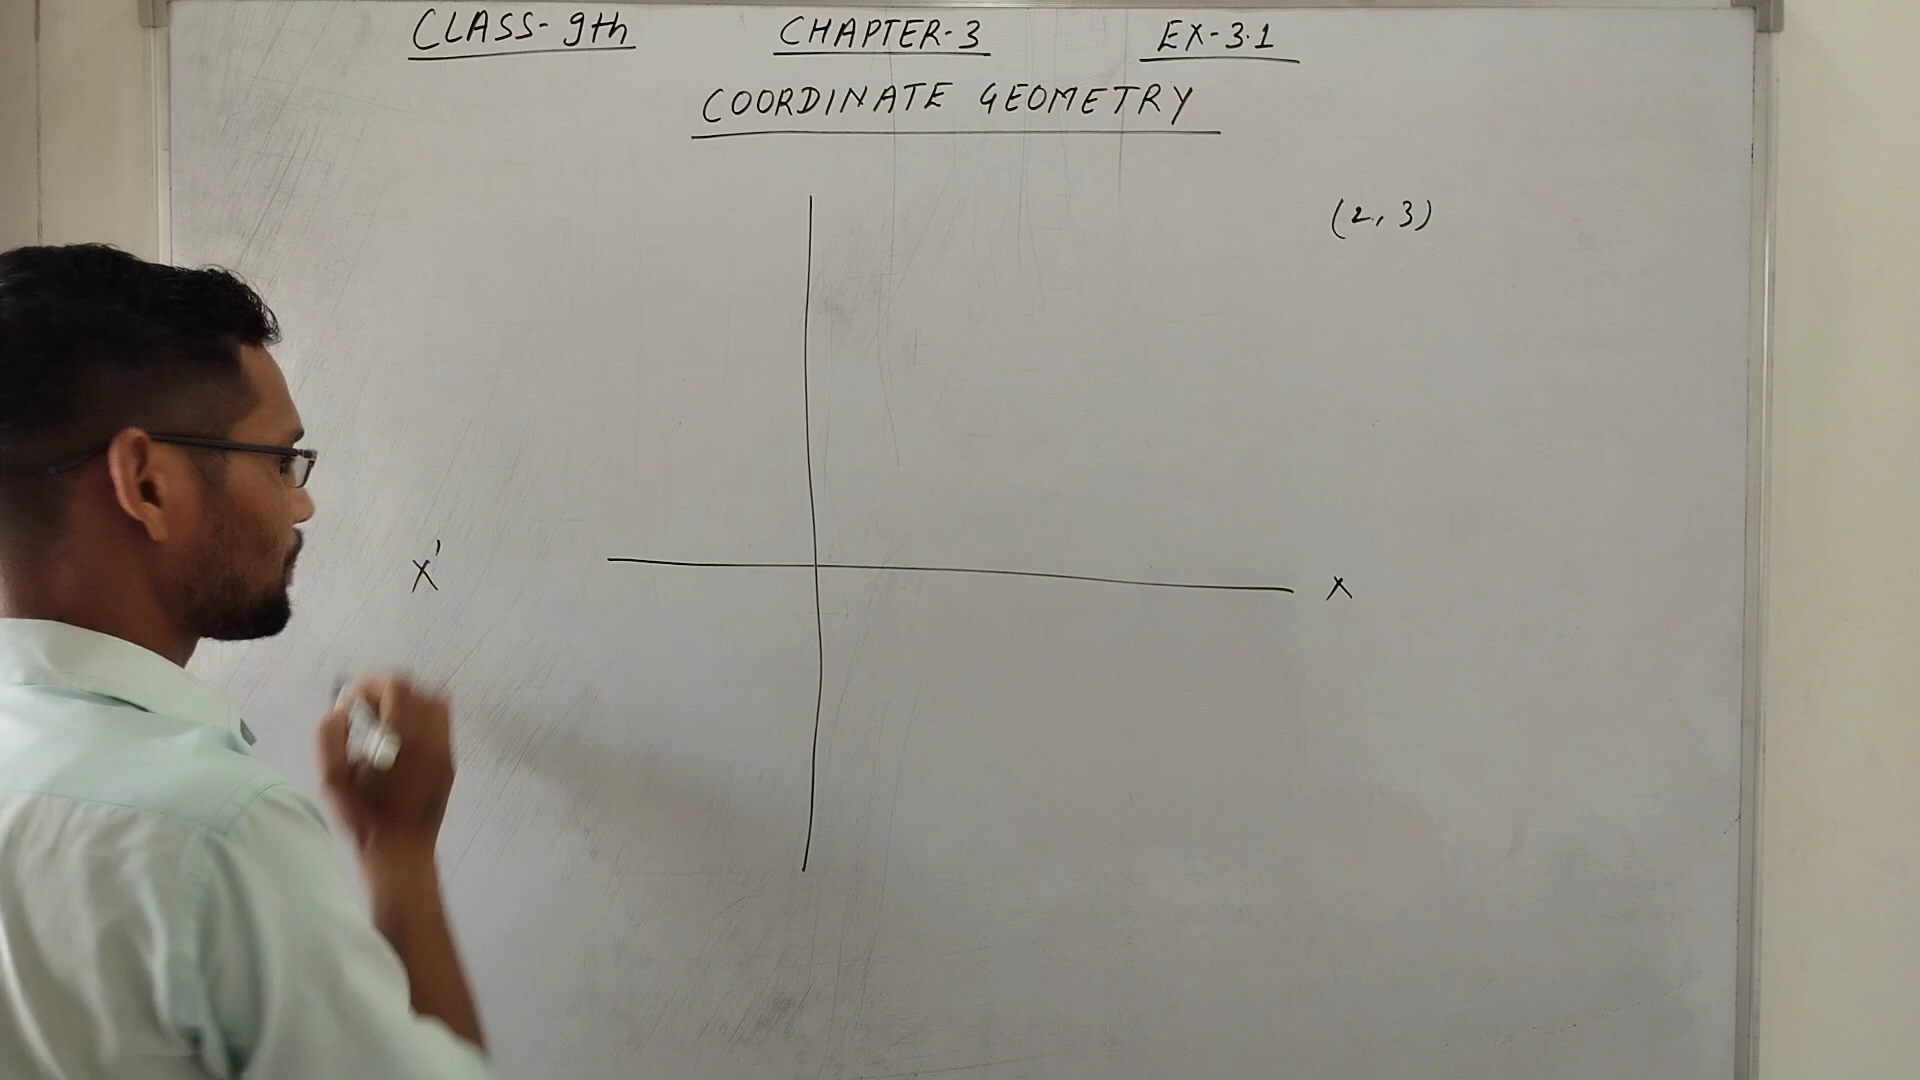 CLASS- 9th CHAPTER-3 EX-3.1
COORDINATE GEOMETRY
(2, 3)
X' X